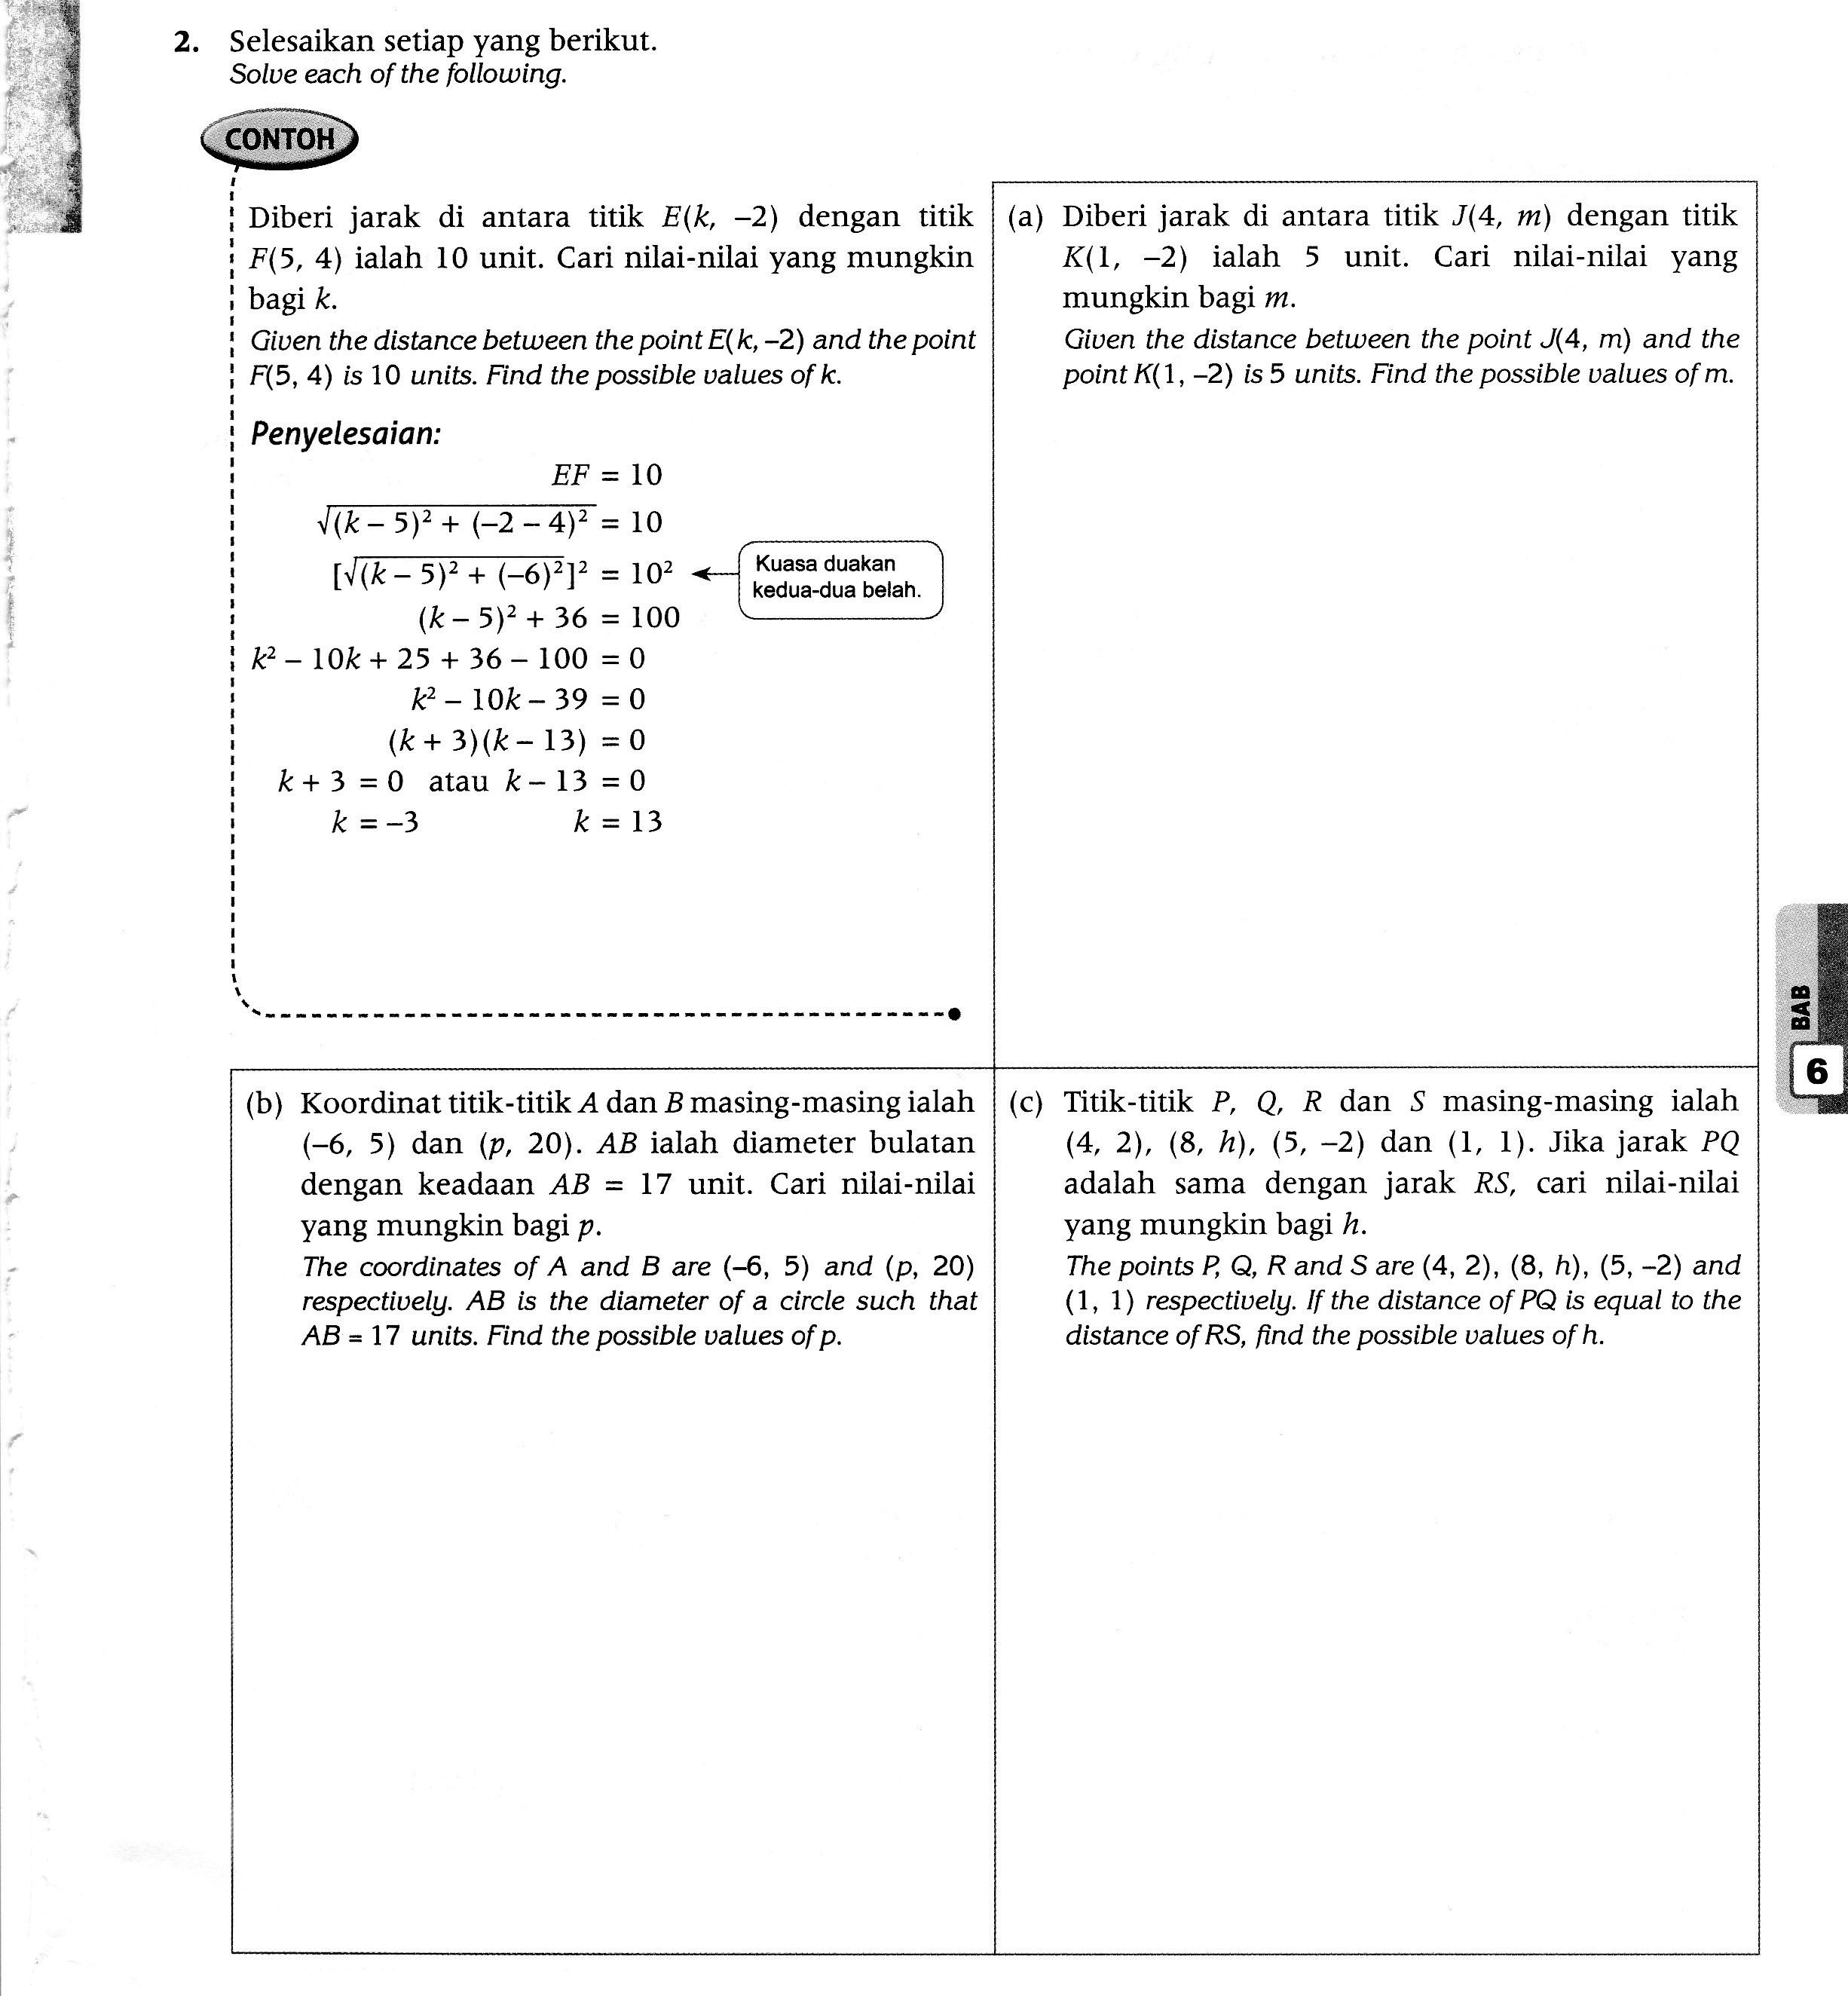 2. Selesaikan setiap yang berikut.
Solve each of the following.
CONTOH
Diberi jarak di antara titik E(k, –2) dengan titik
F(5, 4) ialah 10 unit. Cari nilai-nilai yang mungkin
bagi k.
Given the distance between the point E(k, –2) and the point
F(5, 4) is 10 units. Find the possible values of k.
Penyelesaian:
EF = 10
√(k – 5)² + (–2 – 4)² = 10
[√(k – 5)² + (–6)²]² = 10²
Kuasa duakan
kedua-dua belah.
(k – 5)² + 36 = 100
k² – 10k + 25 + 36 – 100 = 0
k² – 10k – 39 = 0
(k + 3)(k – 13) = 0
k + 3 = 0 atau k – 13 = 0
k = –3 k = 13
(a) Diberi jarak di antara titik J(4, m) dengan titik
K(1, –2) ialah 5 unit. Cari nilai-nilai yang
mungkin bagi m.
Given the distance between the point J(4, m) and the
point K(1, –2) is 5 units. Find the possible values of m.
(b) Koordinat titik-titik A dan B masing-masing ialah
(–6, 5) dan (p, 20). AB ialah diameter bulatan
dengan keadaan AB = 17 unit. Cari nilai-nilai
yang mungkin bagi p.
The coordinates of A and B are (–6, 5) and (p, 20)
respectively. AB is the diameter of a circle such that
AB = 17 units. Find the possible values of p.
(c) Titik-titik P, Q, R dan S masing-masing ialah
(4, 2), (8, h), (5, –2) dan (1, 1). Jika jarak PQ
adalah sama dengan jarak RS, cari nilai-nilai
yang mungkin bagi h.
The points P, Q, R and S are (4, 2), (8, h), (5, –2) and
(1, 1) respectively. If the distance of PQ is equal to the
distance of RS, find the possible values of h.
BAB
6